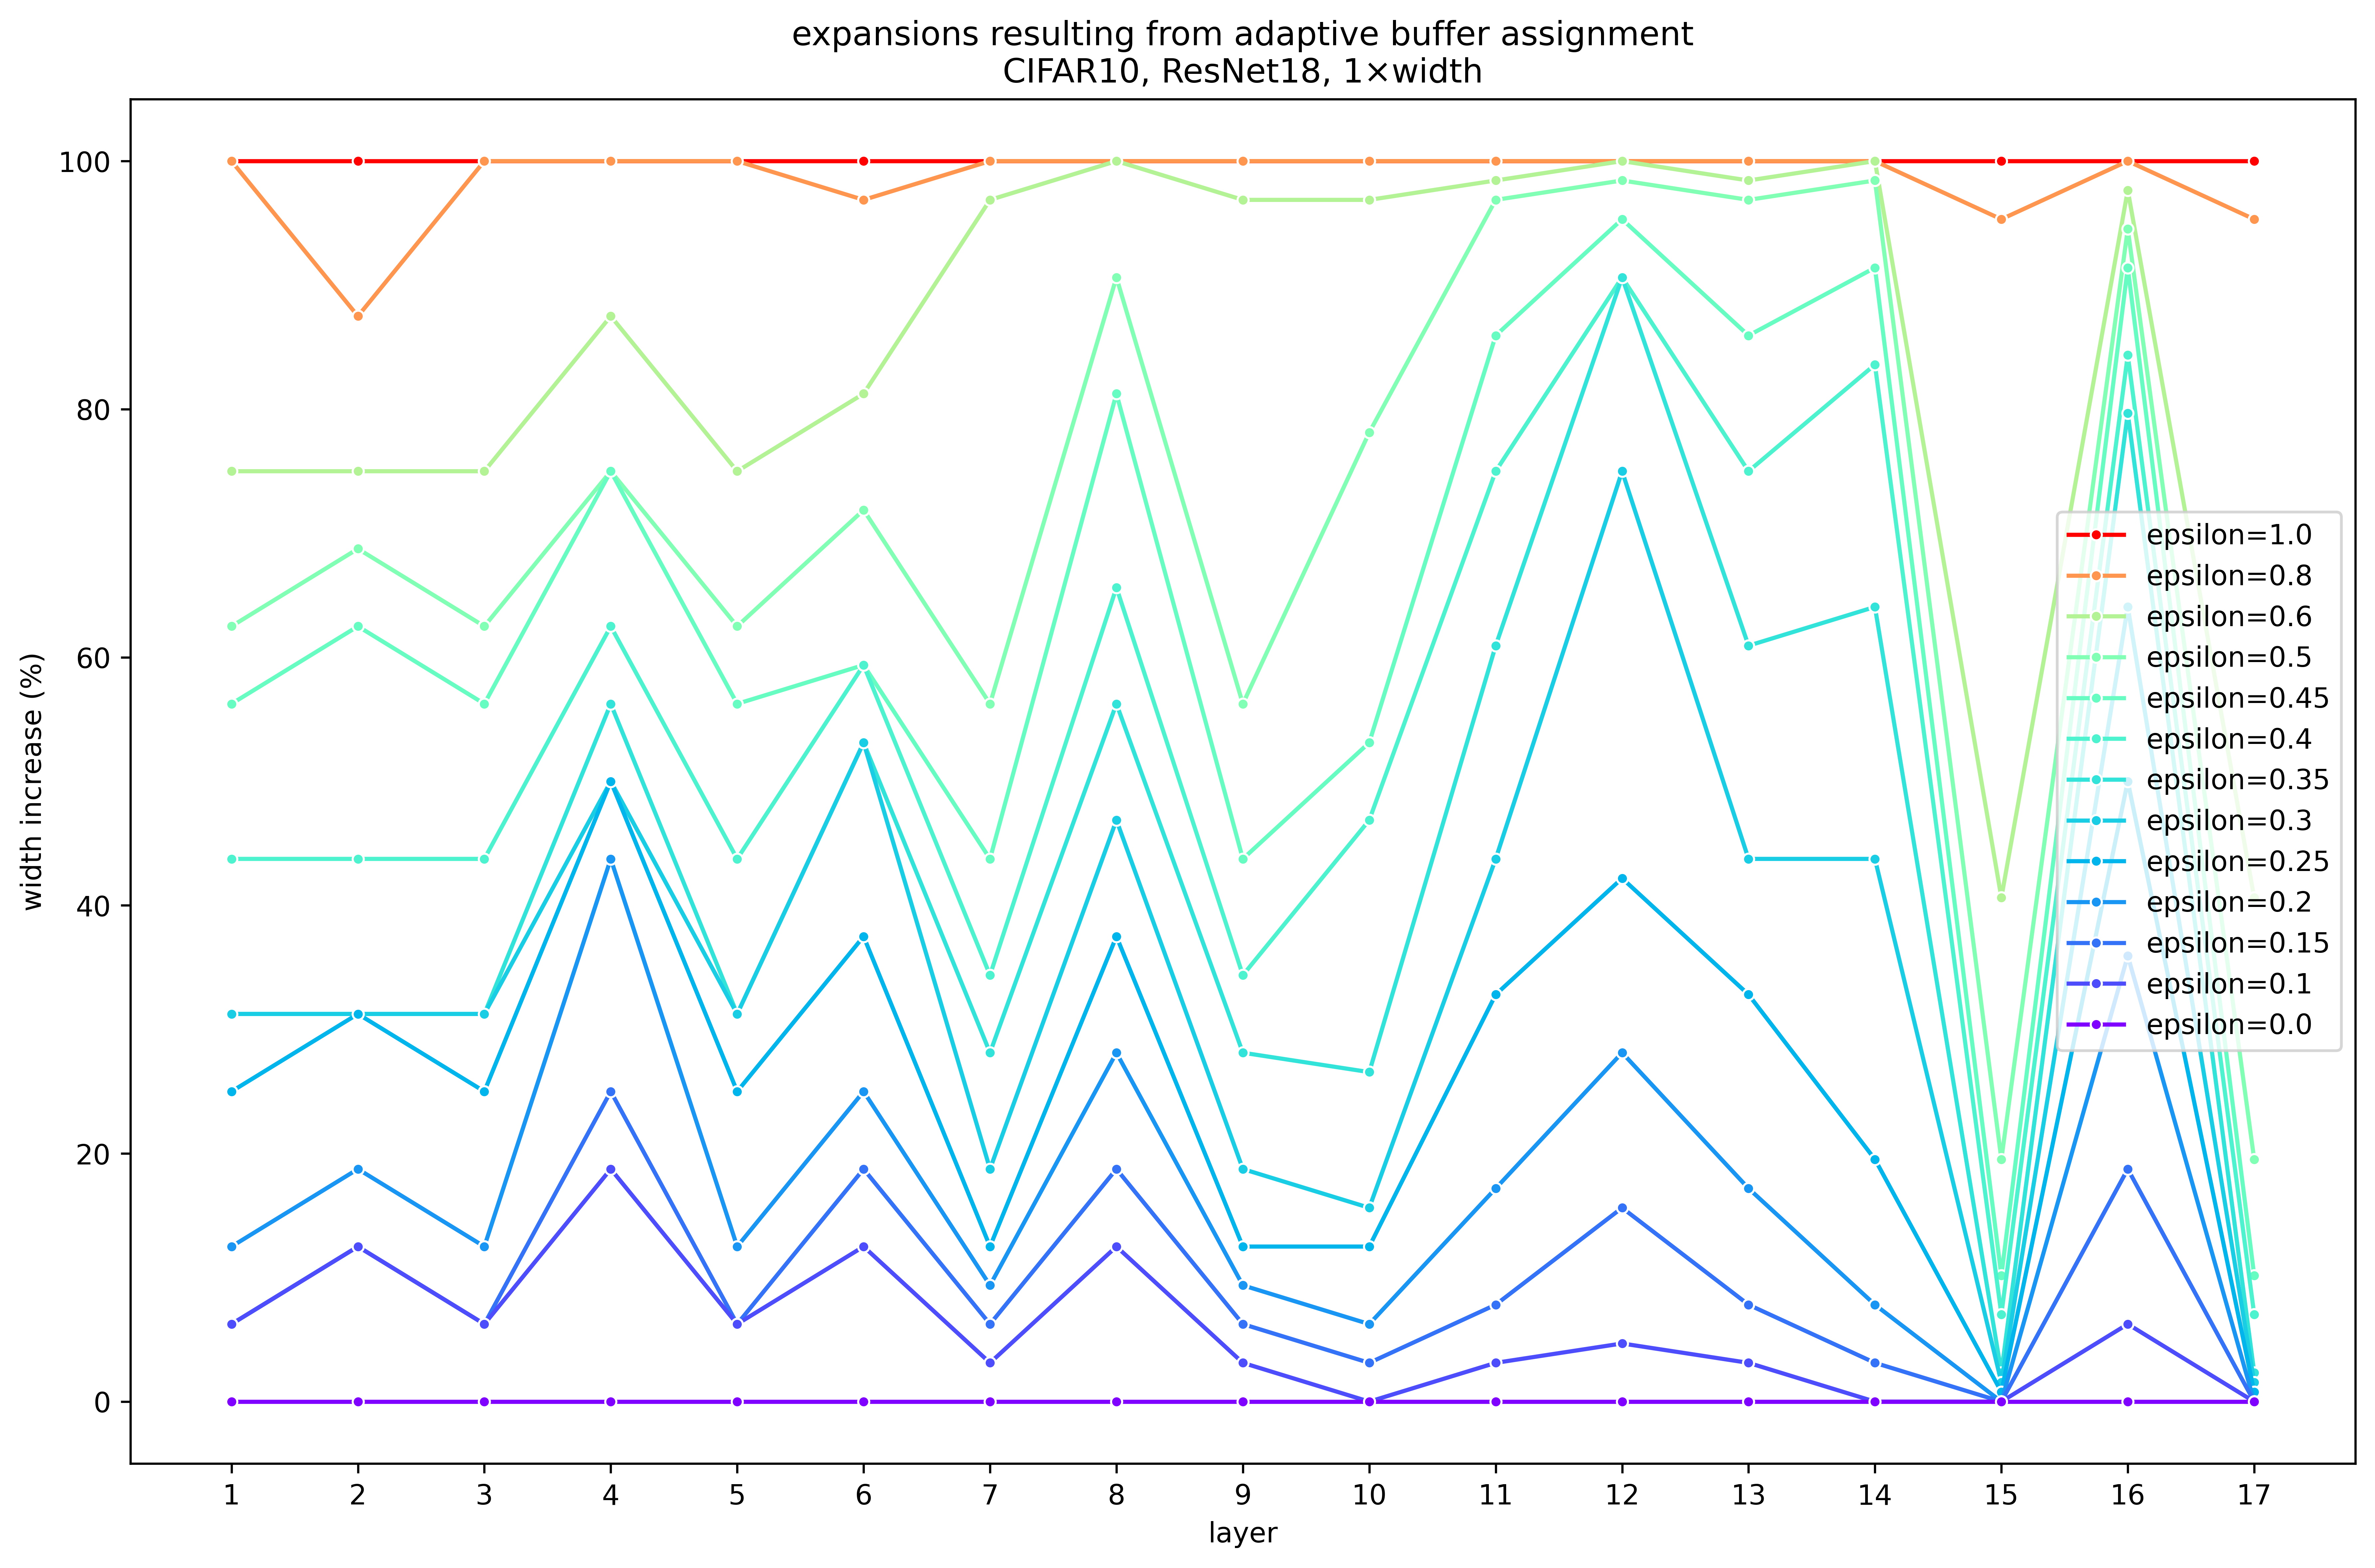 expansions resulting from adaptive buffer assignment
CIFAR10, ResNet18, 1×width
width increase (%)
100
80
60
40
20
0
epsilon=1.0
epsilon=0.8
epsilon=0.6
epsilon=0.5
epsilon=0.45
epsilon=0.4
epsilon=0.35
epsilon=0.3
epsilon=0.25
epsilon=0.2
epsilon=0.15
epsilon=0.1
epsilon=0.0
1 2 3 4 5 6 7 8 9 10 11 12 13 14 15 16 17
layer